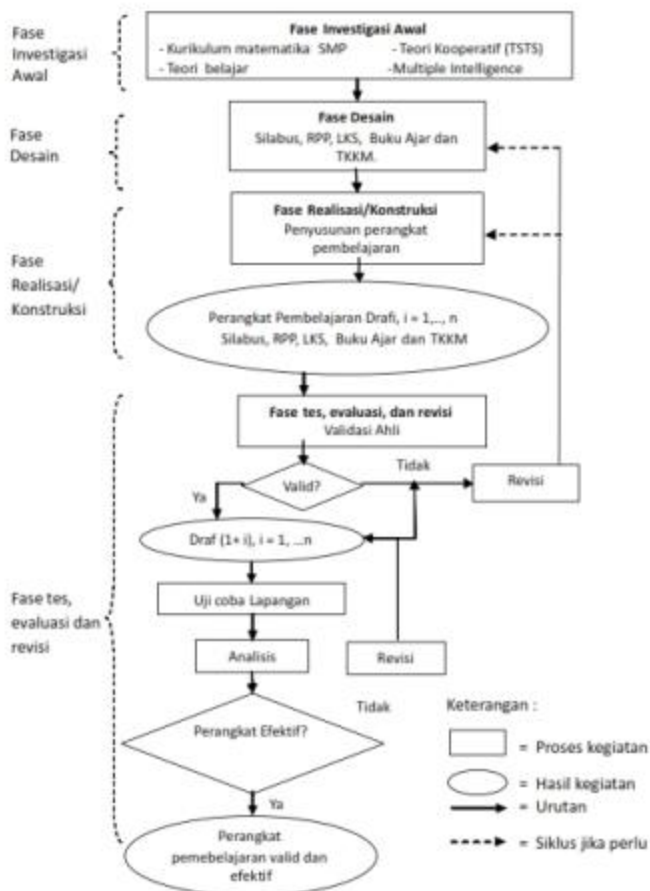 Fase
Investigasi
Awal
Fase Investigasi Awal
- Kurikulum matematika SMP - Teori Kooperatif (TSTS)
- Teori belajar -Multiple Intelligence
Fase
Desain
Fase Desain
Silabus, RPP, LKS, Buku Ajar dan
TKKM.
Fase
Realisasi/
Konstruksi
Fase Realisasi/Konstruksi
Penyusunan perangkat
pembelajaran
Perangkat Pembelajaran Drafi, i = 1,.., n
Silabus, RPP, LKS, Buku Ajar dan TKKM
Fase tes, evaluasi, dan revisi
Validasi Ahli
Tidak
Valid?
Revisi
Ya
Draf (1+ i), i = 1, ...n
Fase tes,
evaluasi dan
revisi
Uji coba Lapangan
Analisis
Revisi
Tidak
Perangkat Efektif?
Ya
Perangkat
pemebelajaran valid dan
efektif
Keterangan :
= Proses kegiatan
= Hasil kegiatan
= Urutan
= Siklus jika perlu